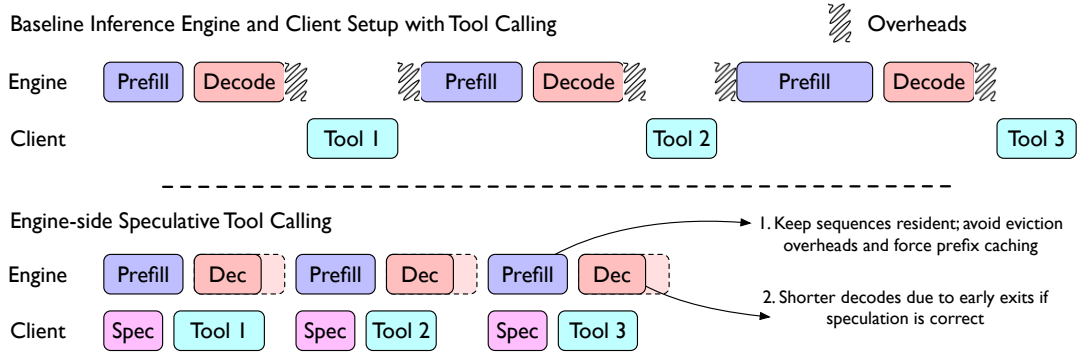 Baseline Inference Engine and Client Setup with Tool Calling
Overheads
Engine Prefill Decode Prefill Decode Prefill Decode
Client Tool 1 Tool 2 Tool 3
Engine-side Speculative Tool Calling
1. Keep sequences resident; avoid eviction
overheads and force prefix caching
Engine Prefill Dec Prefill Dec Prefill Dec
2. Shorter decodes due to early exits if
speculation is correct
Client Spec Tool 1 Spec Tool 2 Spec Tool 3